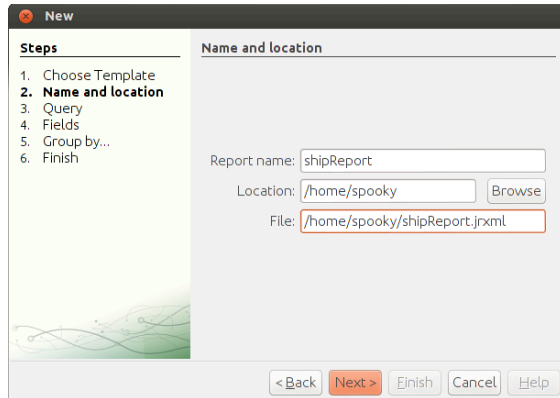 New
Steps
1. Choose Template
2. Name and location
3. Query
4. Fields
5. Group by...
6. Finish
Name and location
Report name: shipReport
Location: /home/spooky Browse
File: /home/spooky/shipReport.jrxml
< Back Next > Finish Cancel Help